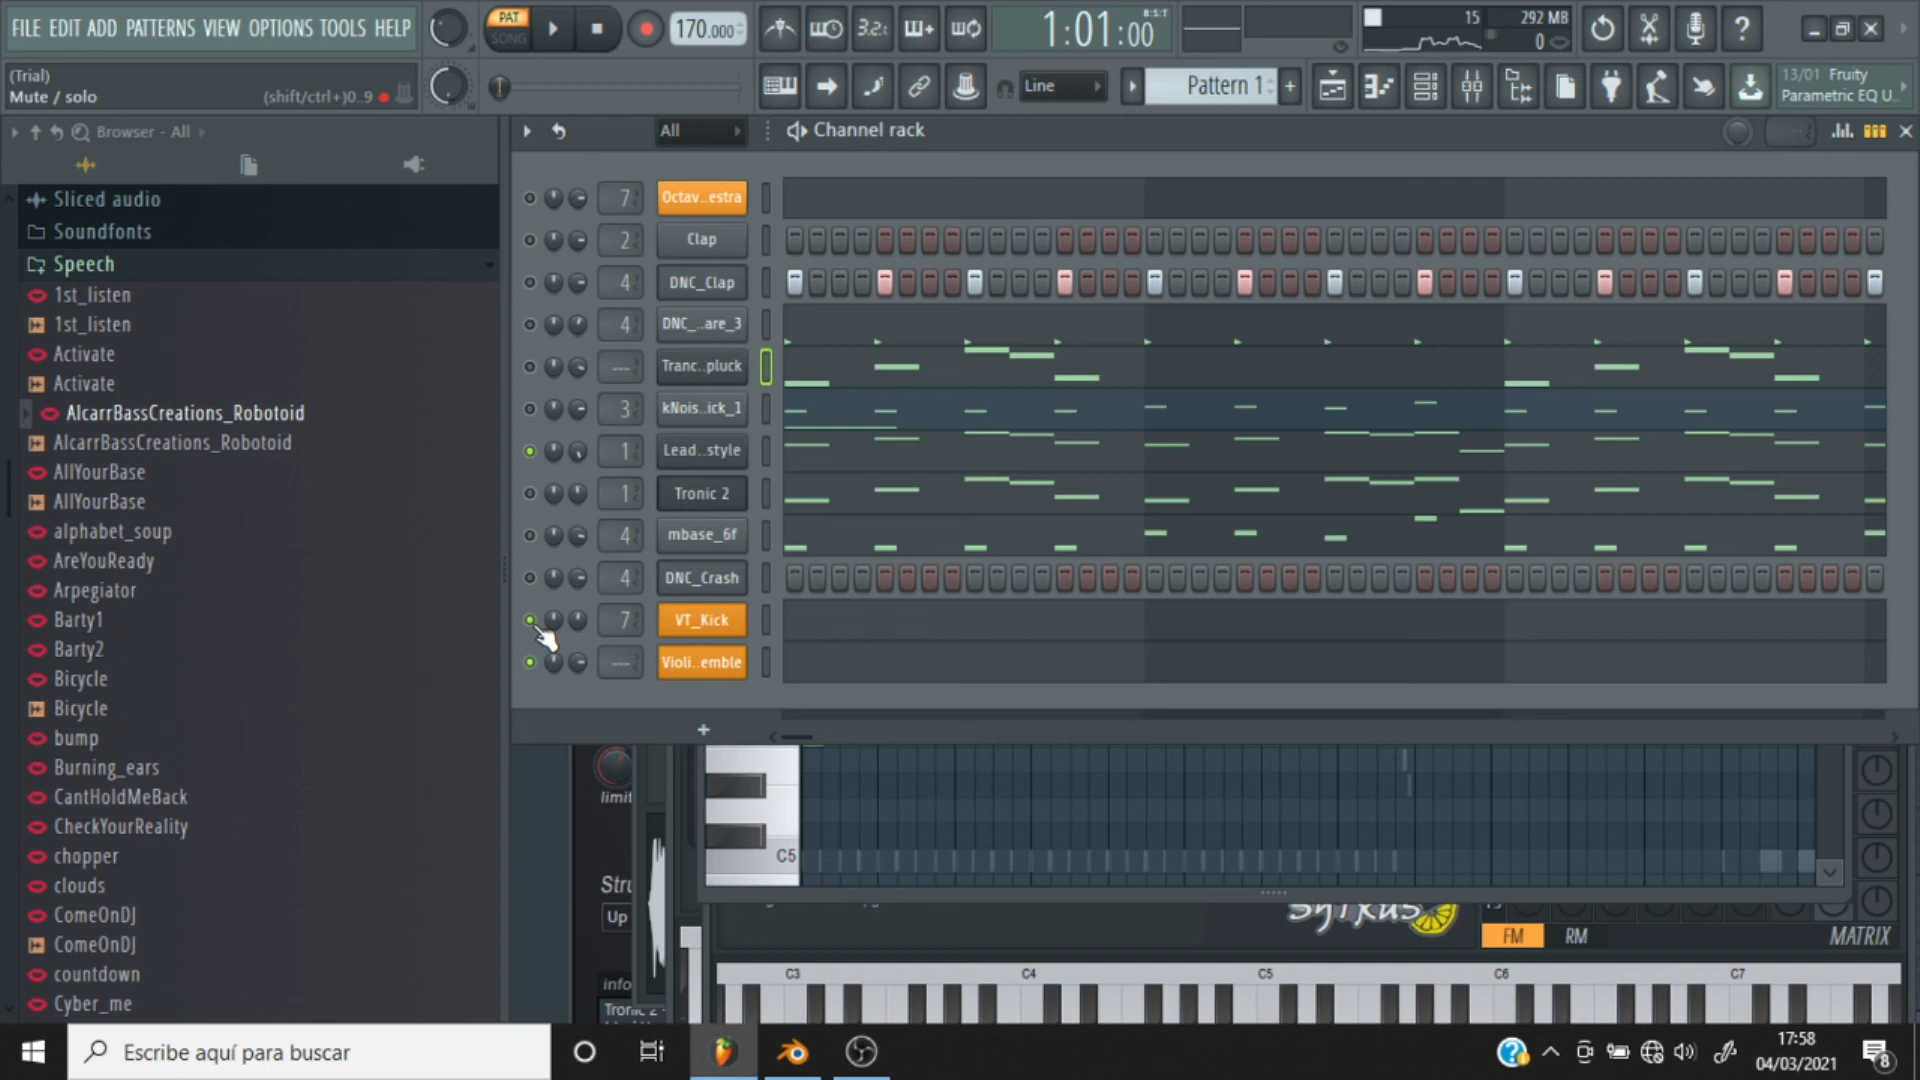 FILE EDIT ADD PATTERNS VIEW OPTIONS TOOLS HELP
PAT
SONG
170.000
3.2:
1:01:00
B:S:T
15
292 MB
0
(Trial)
Mute / solo
(shift/ctrl+)0..9
Line
Pattern 1
13/01 Fruity
Parametric EQ U..
Browser - All
All
Channel rack
Sliced audio
Soundfonts
Speech
1st_listen
1st_listen
Activate
Activate
AlcarrBassCreations_Robotoid
AlcarrBassCreations_Robotoid
AllYourBase
AllYourBase
alphabet_soup
AreYouReady
Arpegiator
Barty1
Barty2
Bicycle
Bicycle
bump
Burning_ears
CantHoldMeBack
CheckYourReality
chopper
clouds
ComeOnDJ
ComeOnDJ
countdown
Cyber_me
7 Octav..estra
2 Clap
4 DNC_Clap
4 DNC_..are_3
--- Tranc..pluck
3 kNois..ick_1
1 Lead..style
1 Tronic 2
4 mbase_6f
4 DNC_Crash
7 VT_Kick
--- Violi..emble
+
limit
C5
Up
info
FM RM MATRIX
C3 C4 C5 C6 C7
Escribe aquí para buscar
17:58
04/03/2021
8